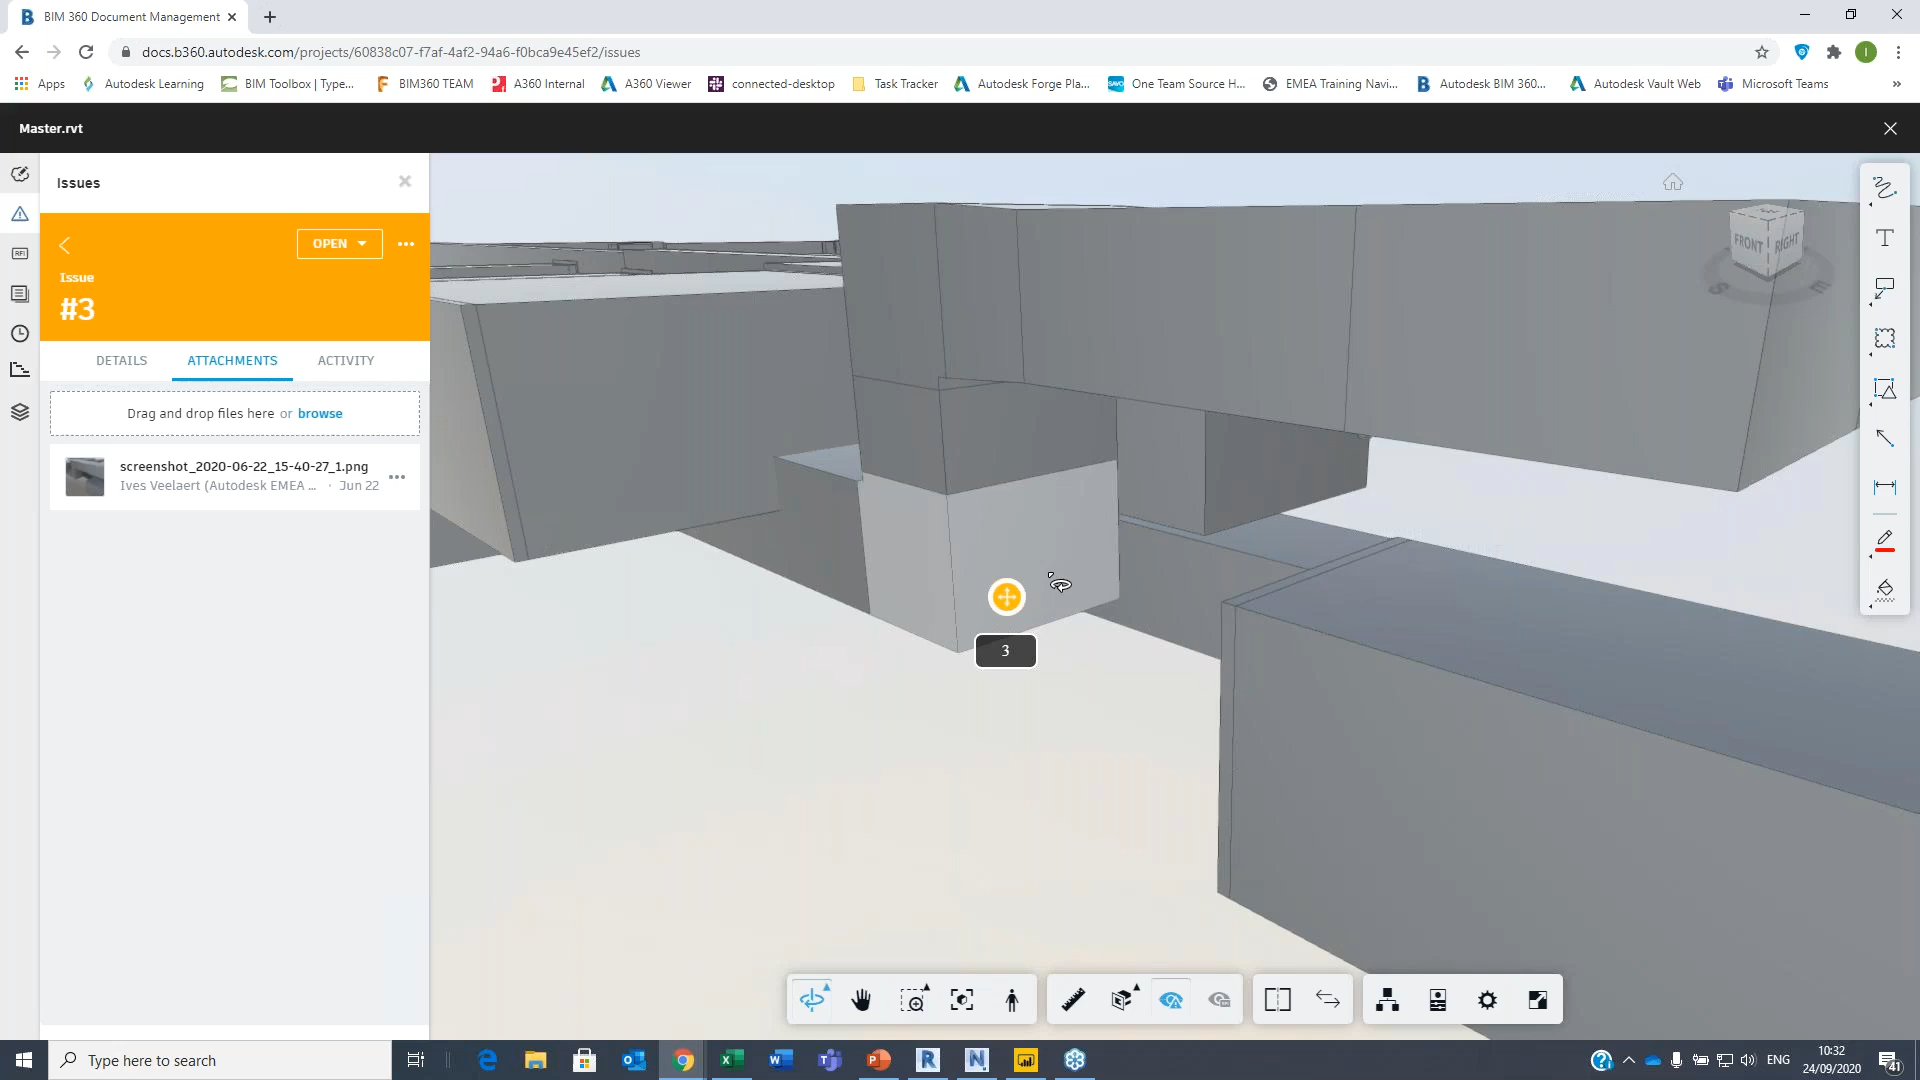 BIM 360 Document Management
docs.b360.autodesk.com/projects/60838c07-f7af-4af2-94a6-f0bca9e45ef2/issues
Apps Autodesk Learning BIM Toolbox | Type... BIM360 TEAM A360 Internal A360 Viewer connected-desktop Task Tracker Autodesk Forge Pla... One Team Source H... EMEA Training Navi... Autodesk BIM 360... Autodesk Vault Web Microsoft Teams »
Master.rvt
Issues
OPEN
Issue
#3
DETAILS ATTACHMENTS ACTIVITY
Drag and drop files here or browse
screenshot_2020-06-22_15-40-27_1.png
Ives Veelaert (Autodesk EMEA ... · Jun 22
RFI
FRONT RIGHT
S E
3
Type here to search
ENG
10:32
24/09/2020
41